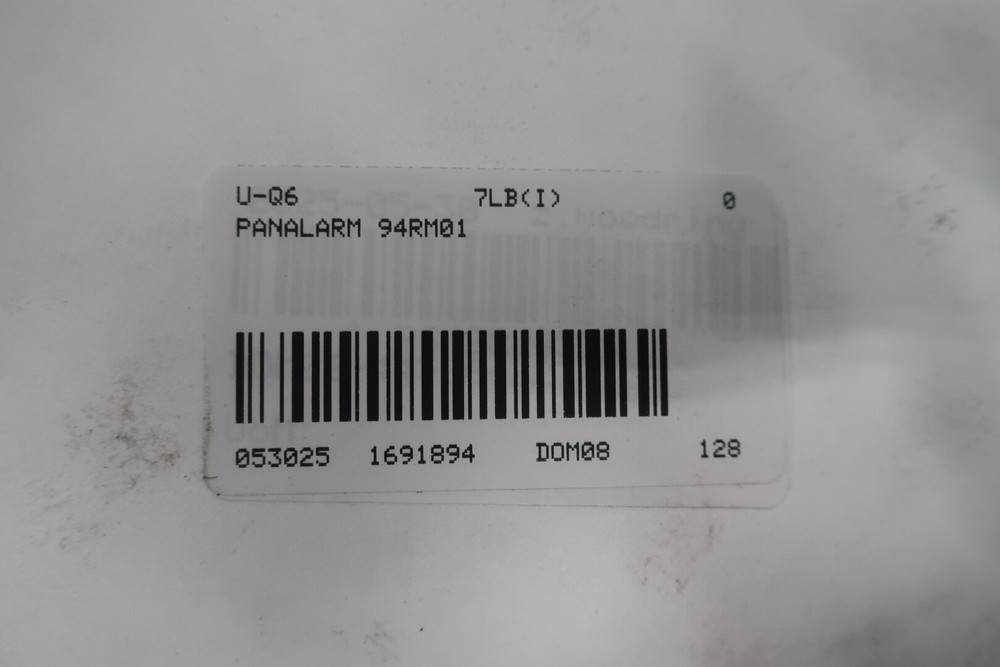 U-Q6 7LB(I) 0
PANALARM 94RM01
053025 1691894 DOM08 128